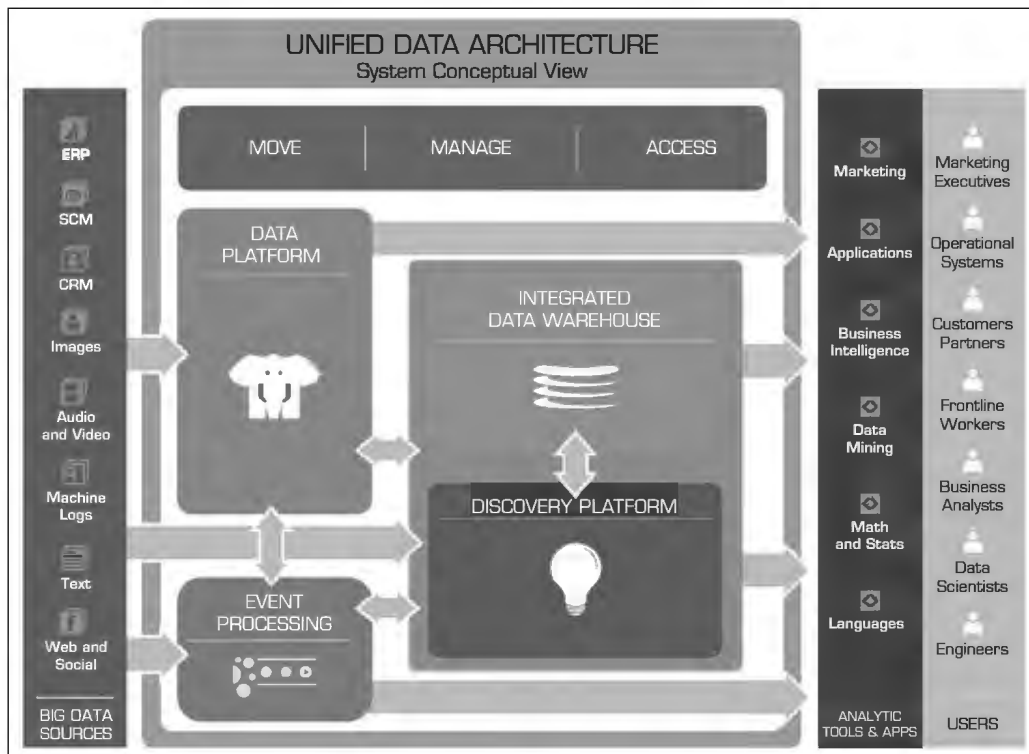 UNIFIED DATA ARCHITECTURE
System Conceptual View
MOVE
MANAGE
ACCESS
ERP
SCM
CRM
Images
Audio
and Video
Machine
Logs
Text
Web and
Social
BIG DATA
SOURCES
DATA
PLATFORM
INTEGRATED
DATA WAREHOUSE
DISCOVERY PLATFORM
EVENT
PROCESSING
Marketing
Applications
Business
Intelligence
Data
Mining
Math
and Stats
Languages
ANALYTIC
TOOLS & APPS
Marketing
Executives
Operational
Systems
Customers
Partners
Frontline
Workers
Business
Analysts
Data
Scientists
Engineers
USERS